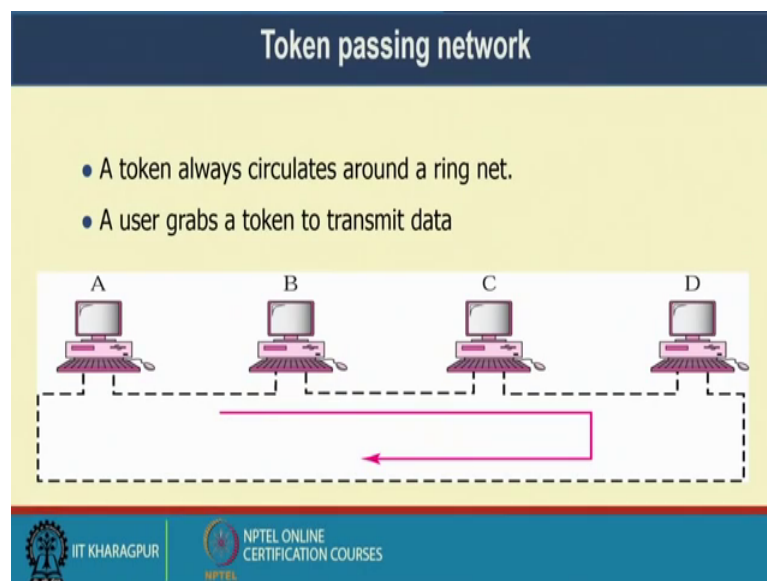 Token passing network
• A token always circulates around a ring net.
• A user grabs a token to transmit data
A B C D
IIT KHARAGPUR
NPTEL ONLINE
CERTIFICATION COURSES
NPTEL